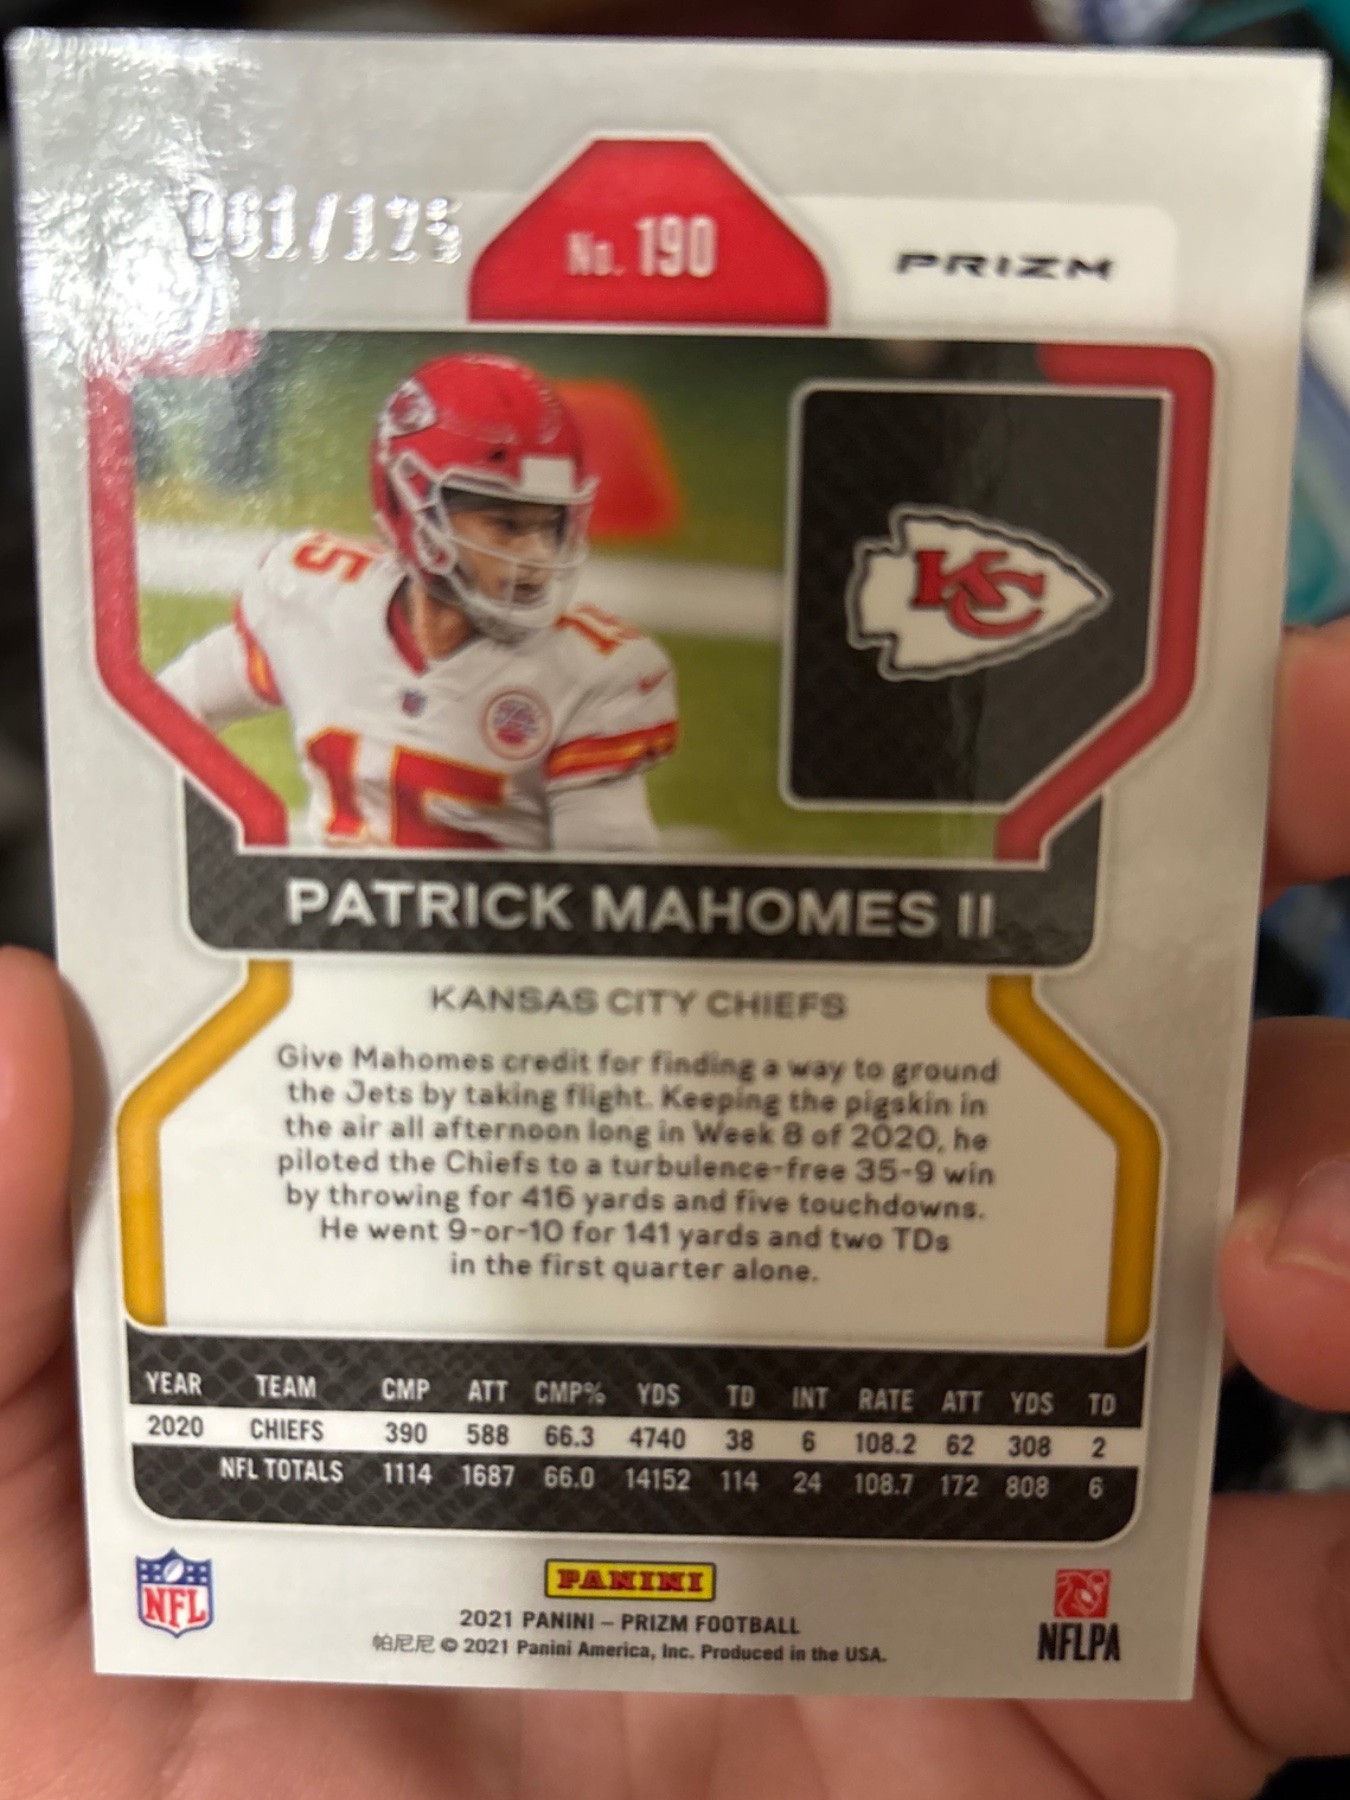 061/125
No. 190
PRIZM
15
15
15
KC
PATRICK MAHOMES II
KANSAS CITY CHIEFS
Give Mahomes credit for finding a way to ground
the Jets by taking flight. Keeping the pigskin in
the air all afternoon long in Week 8 of 2020, he
piloted the Chiefs to a turbulence-free 35-9 win
by throwing for 416 yards and five touchdowns.
He went 9-or-10 for 141 yards and two TDs
in the first quarter alone.
YEAR TEAM CMP ATT CMP% YDS TD INT RATE ATT YDS TD
2020 CHIEFS 390 588 66.3 4740 38 6 108.2 62 308 2
NFL TOTALS 1114 1687 66.0 14152 114 24 108.7 172 808 6
NFL
PANINI
2021 PANINI – PRIZM FOOTBALL
帕尼尼 © 2021 Panini America, Inc. Produced in the USA.
NFLPA